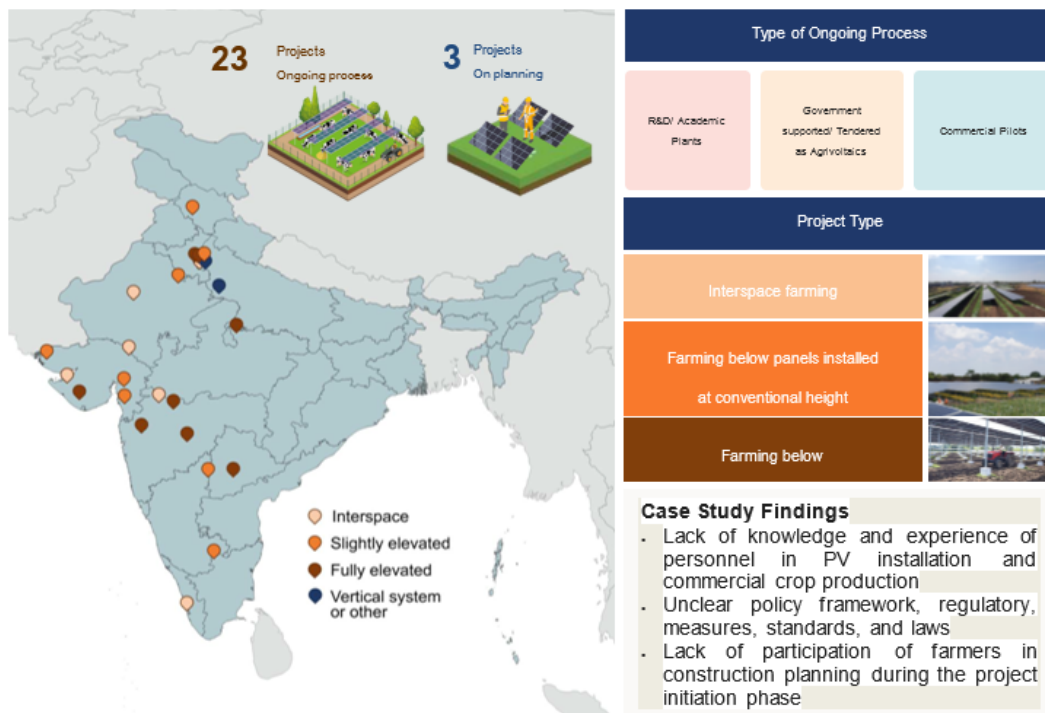 23
Projects
Ongoing process
3
Projects
On planning
Interspace
Slightly elevated
Fully elevated
Vertical system
or other
Type of Ongoing Process
R&D/ Academic
Plants
Government
supported/ Tendered
as Agrivoltaics
Commercial Pilots
Project Type
Interspace farming
Farming below panels installed
at conventional height
Farming below
Case Study Findings
• Lack of knowledge and experience of
personnel in PV installation and
commercial crop production
• Unclear policy framework, regulatory,
measures, standards, and laws
• Lack of participation of farmers in
construction planning during the project
initiation phase